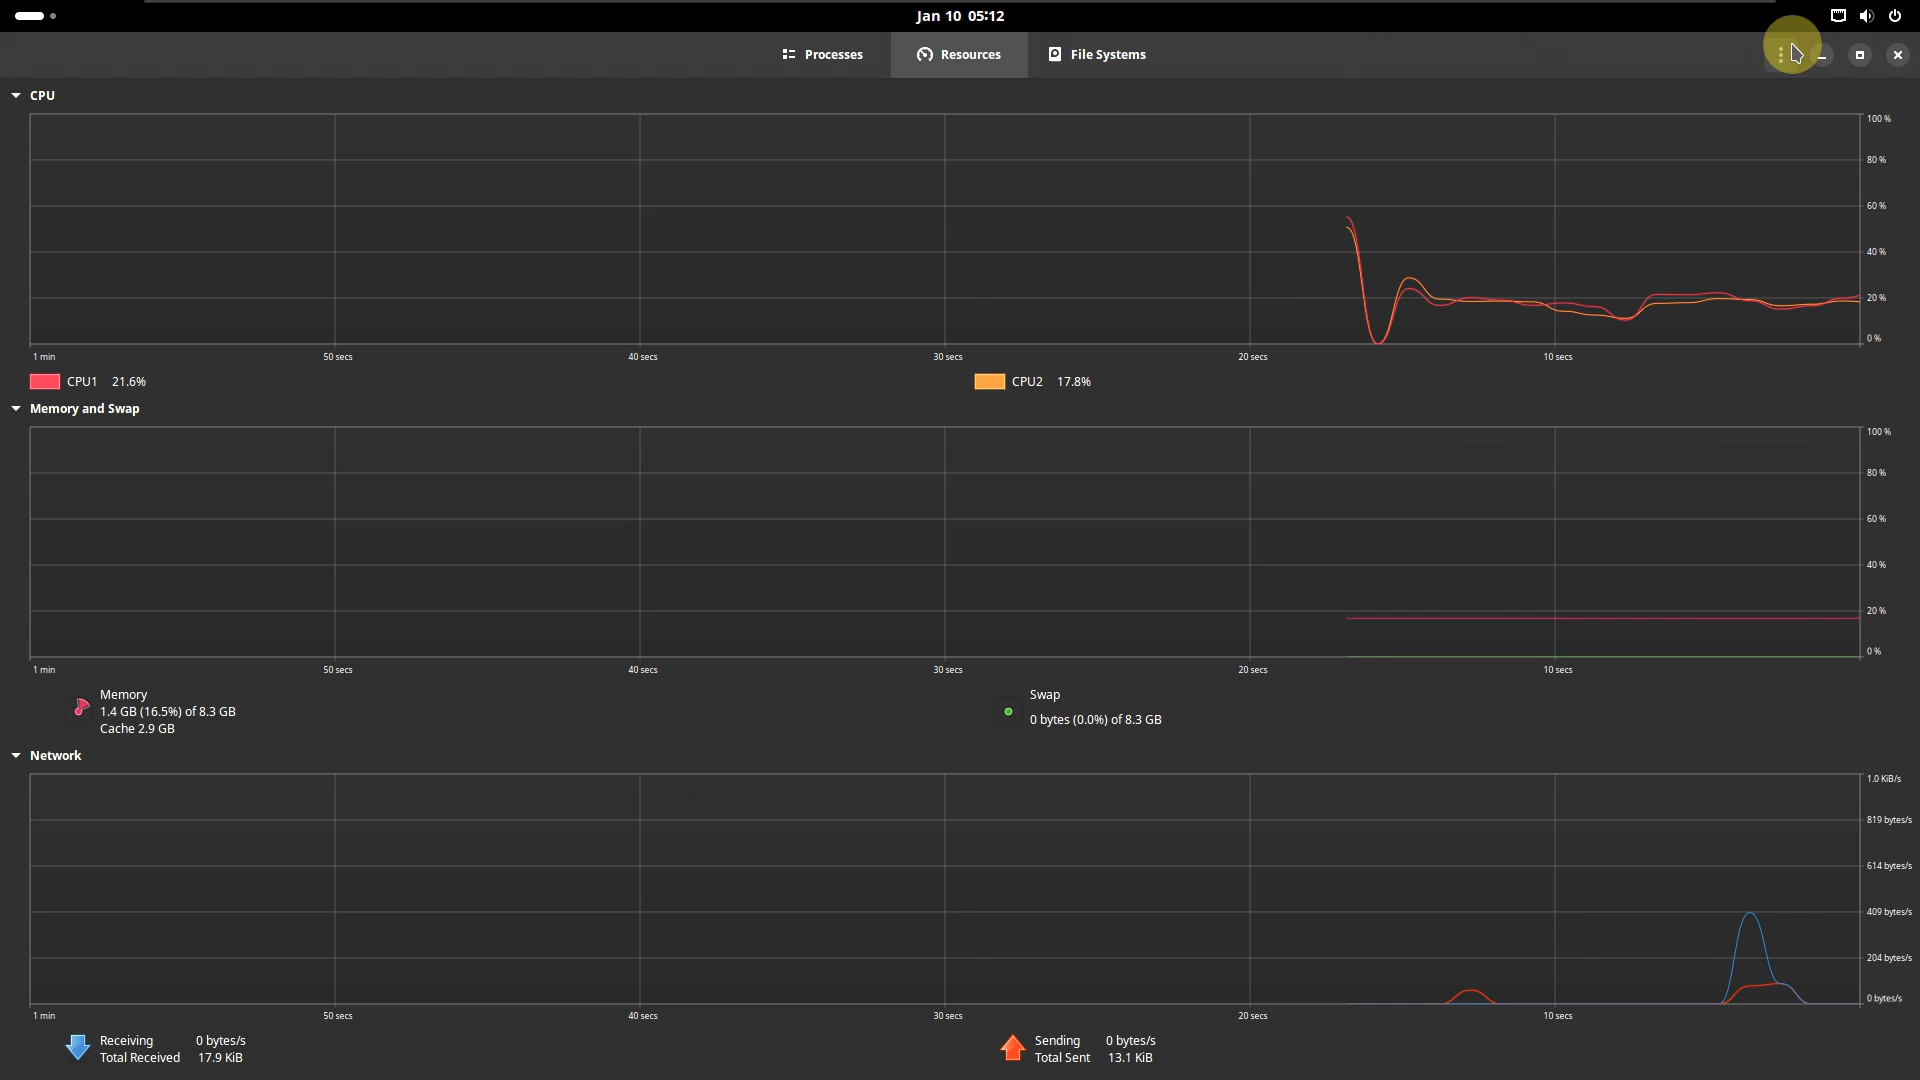 Jan 10 05:12
Processes
Resources
File Systems
CPU
100 %
80 %
60 %
40 %
20 %
0 %
1 min
50 secs
40 secs
30 secs
20 secs
10 secs
CPU1 21.6%
CPU2 17.8%
Memory and Swap
100 %
80 %
60 %
40 %
20 %
0 %
1 min
50 secs
40 secs
30 secs
20 secs
10 secs
Memory
1.4 GB (16.5%) of 8.3 GB
Cache 2.9 GB
Swap
0 bytes (0.0%) of 8.3 GB
Network
1.0 KiB/s
819 bytes/s
614 bytes/s
409 bytes/s
204 bytes/s
0 bytes/s
1 min
50 secs
40 secs
30 secs
20 secs
10 secs
Receiving 0 bytes/s
Total Received 17.9 KiB
Sending 0 bytes/s
Total Sent 13.1 KiB